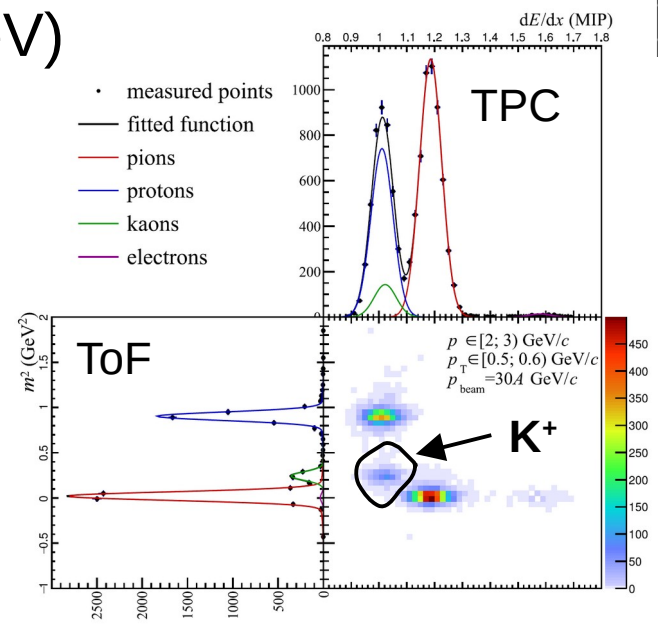 eV)
dE/dx (MIP)
0.8 0.9 1 1.1 1.2 1.3 1.4 1.5 1.6 1.7 1.8
measured points
fitted function
pions
protons
kaons
electrons
TPC
1000
800
600
400
200
0
m² (GeV²)
2
1.5
1
0.5
0
−0.5
−1
ToF
2500 2000 1500 1000 500 0
p ∈[2; 3) GeV/c
pT∈[0.5; 0.6) GeV/c
pbeam=30A GeV/c
K⁺
450
400
350
300
250
200
150
100
50
0